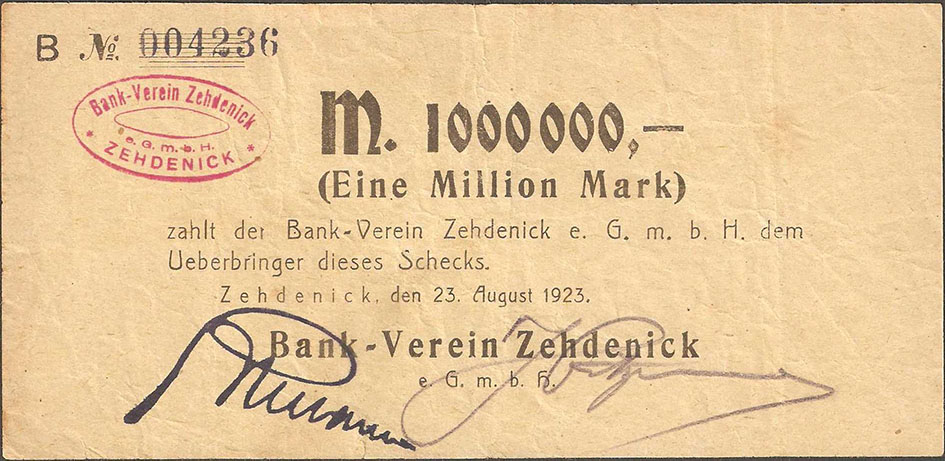 B № 004236
Bank-Verein Zehdenick
e. G. m. b. H.
* ZEHDENICK *
M. 1000000,—
(Eine Million Mark)
zahlt der Bank-Verein Zehdenick e. G. m. b. H. dem
Ueberbringer dieses Schecks.
Zehdenick, den 23. August 1923.
Bank-Verein Zehdenick
e. G. m. b. H.